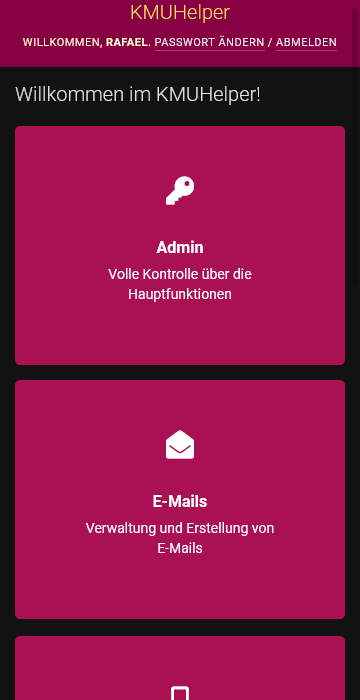 KMUHelper
WILLKOMMEN, RAFAEL. PASSWORT ÄNDERN / ABMELDEN
Willkommen im KMUHelper!
Admin
Volle Kontrolle über die
Hauptfunktionen
E-Mails
Verwaltung und Erstellung von
E-Mails